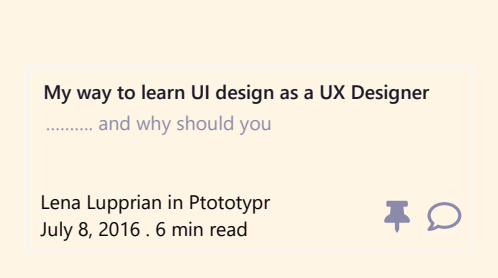 My way to learn UI design as a UX Designer
.......... and why should you
Lena Lupprian in Ptototypr
July 8, 2016 . 6 min read